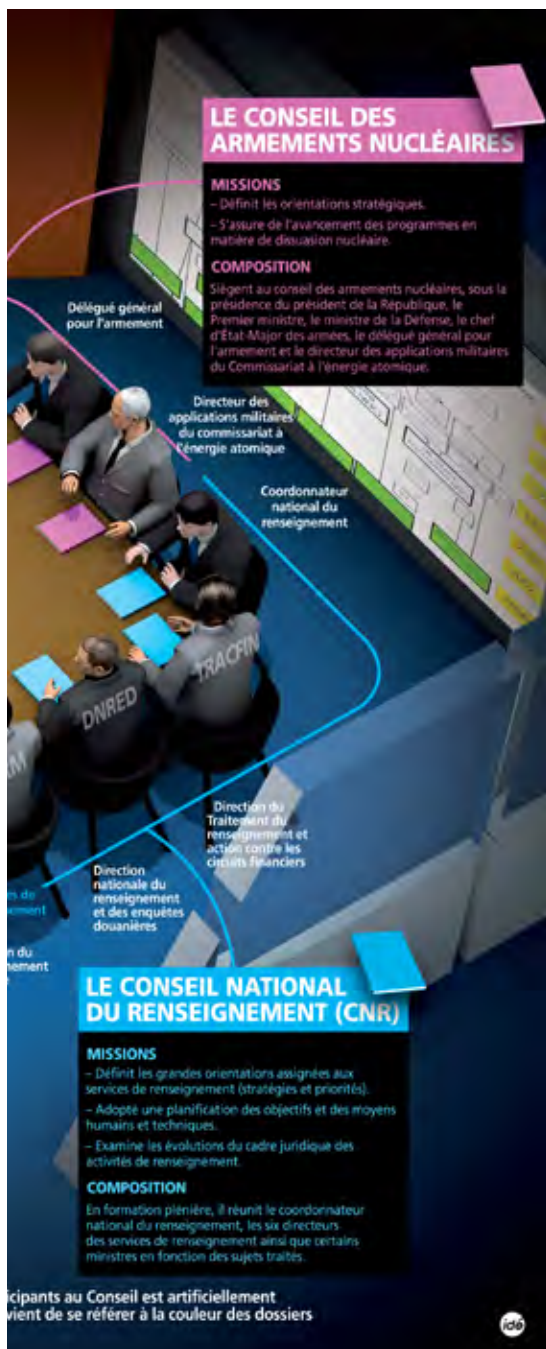 LE CONSEIL DES
ARMEMENTS NUCLÉAIRES
MISSIONS
– Définit les orientations stratégiques.
– S'assure de l'avancement des programmes en
matière de dissuasion nucléaire.
COMPOSITION
Siègent au conseil des armements nucléaires, sous la
présidence du président de la République, le
Premier ministre, le ministre de la Défense, le chef
d'État-Major des armées, le délégué général pour
l'armement et le directeur des applications militaires
du Commissariat à l'énergie atomique.
Délégué général
pour l'armement
Directeur des
applications militaires
du commissariat à
l'énergie atomique
Coordonnateur
national du
renseignement
TRACFIN
DNRED
Direction du
Traitement du
renseignement et
action contre les
circuits financiers
Direction
nationale du
renseignement
et des enquêtes
douanières
LE CONSEIL NATIONAL
DU RENSEIGNEMENT (CNR)
MISSIONS
– Définit les grandes orientations assignées aux
services de renseignement (stratégies et priorités).
– Adopte une planification des objectifs et des moyens
humains et techniques.
– Examine les évolutions du cadre juridique des
activités de renseignement.
COMPOSITION
En formation plénière, il réunit le coordonnateur
national du renseignement, les six directeurs
des services de renseignement ainsi que certains
ministres en fonction des sujets traités.
icipants au Conseil est artificiellement
vient de se référer à la couleur des dossiers
idé